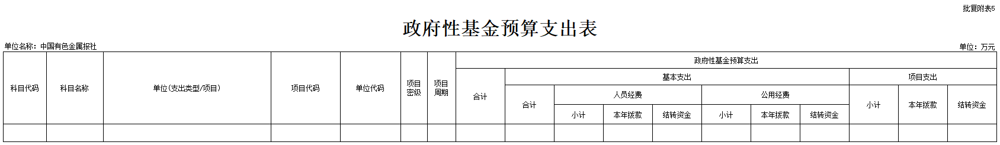 批复附表5
政府性基金预算支出表
单位名称：中国有色金属报社 单位：万元
政府性基金预算支出
基本支出 项目支出
科目代码 科目名称 单位(支出类型/项目) 项目代码 单位代码 项目密级 项目周期 合计
合计 人员经费 公用经费 小计 本年拨款 结转资金
小计 本年拨款 结转资金 小计 本年拨款 结转资金